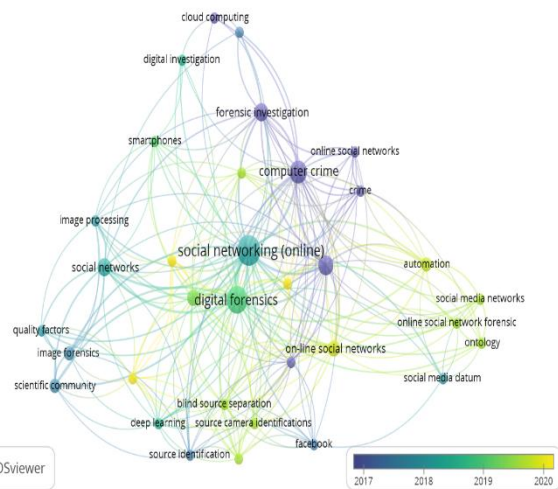 cloud computing
digital investigation
forensic investigation
smartphones
online social networks
computer crime
crime
image processing
social networking (online)
social networks
automation
digital forensics
social media networks
online social network forensic
quality factors
on-line social networks
ontology
image forensics
scientific community
social media datum
blind source separation
deep learning
source camera identifications
facebook
source identification
OSviewer
2017
2018
2019
2020